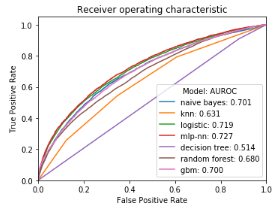 Receiver operating characteristic
True Positive Rate
1.0
0.8
0.6
0.4
0.2
0.0
Model: AUROC
naive bayes: 0.701
knn: 0.631
logistic: 0.719
mlp-nn: 0.727
decision tree: 0.514
random forest: 0.680
gbm: 0.700
0.0 0.2 0.4 0.6 0.8 1.0
False Positive Rate